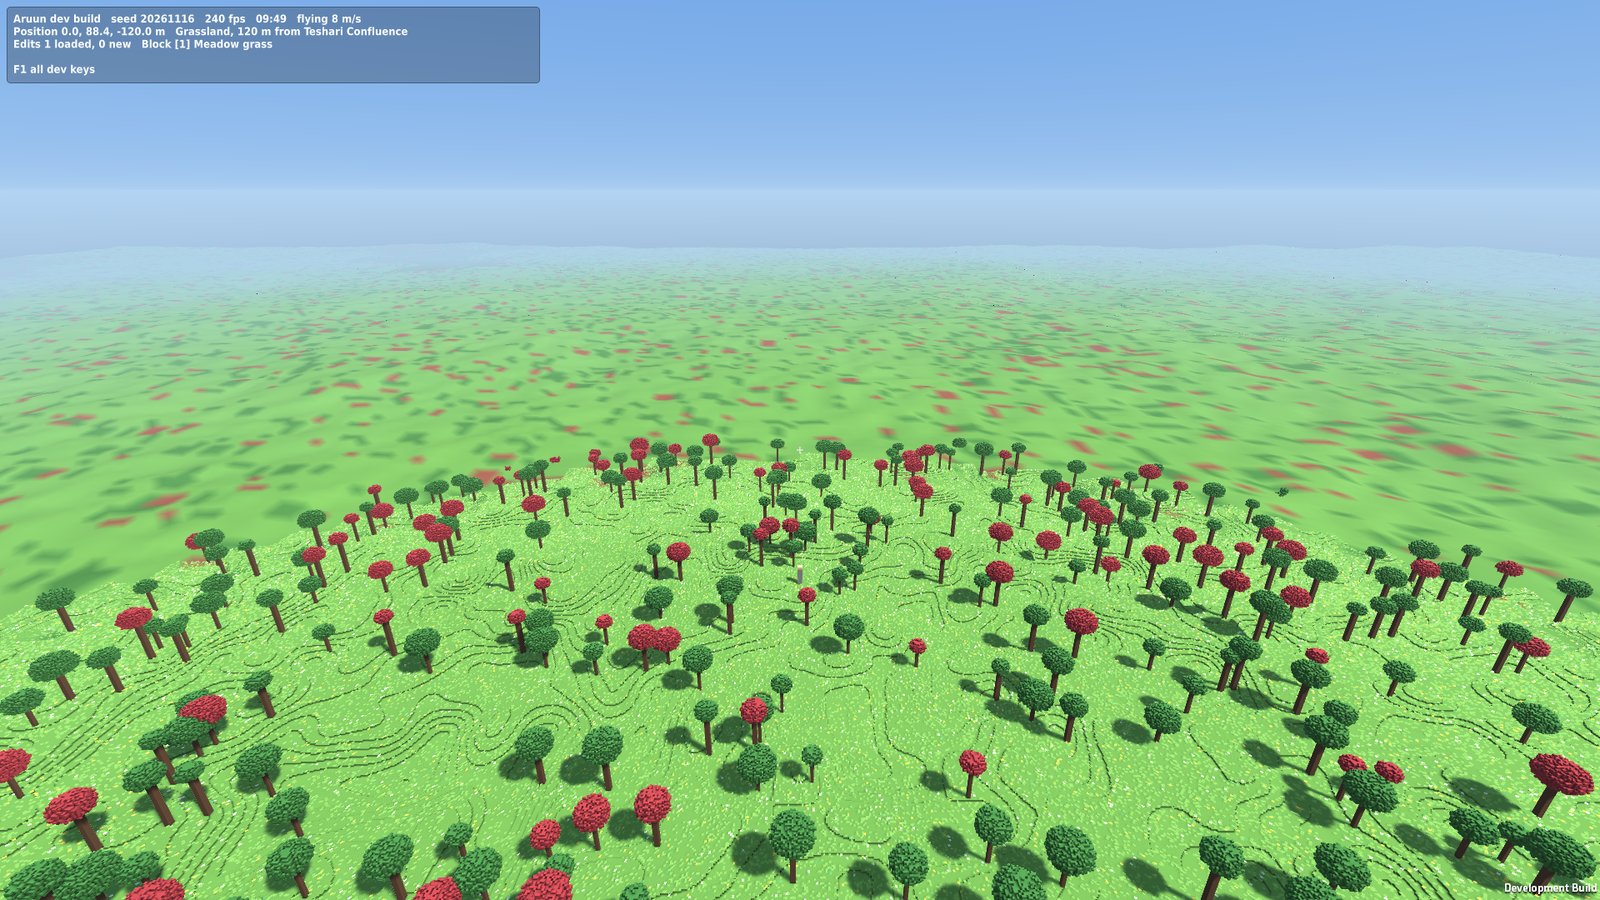 Aruun dev build   seed 20261116   240 fps   09:49   flying 8 m/s
Position 0.0, 88.4, -120.0 m   Grassland, 120 m from Teshari Confluence
Edits 1 loaded, 0 new   Block [1] Meadow grass
F1 all dev keys
Development Build